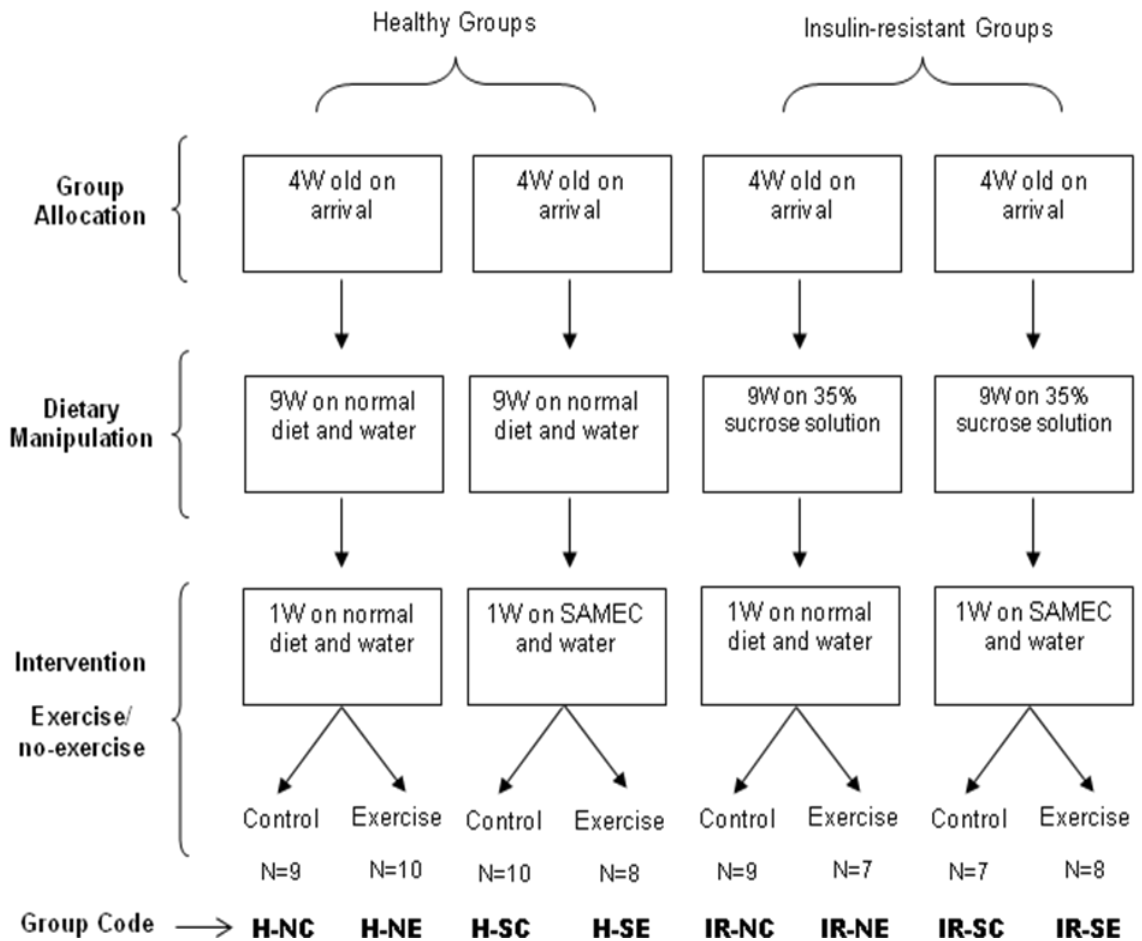 Healthy Groups
Insulin-resistant Groups
Group
Allocation
4W old on
arrival
4W old on
arrival
4W old on
arrival
4W old on
arrival
Dietary
Manipulation
9W on normal
diet and water
9W on normal
diet and water
9W on 35%
sucrose solution
9W on 35%
sucrose solution
Intervention
Exercise/
no-exercise
1W on normal
diet and water
1W on SAMEC
and water
1W on normal
diet and water
1W on SAMEC
and water
Control Exercise Control Exercise Control Exercise Control Exercise
N=9 N=10 N=10 N=8 N=9 N=7 N=7 N=8
Group Code H-NC H-NE H-SC H-SE IR-NC IR-NE IR-SC IR-SE